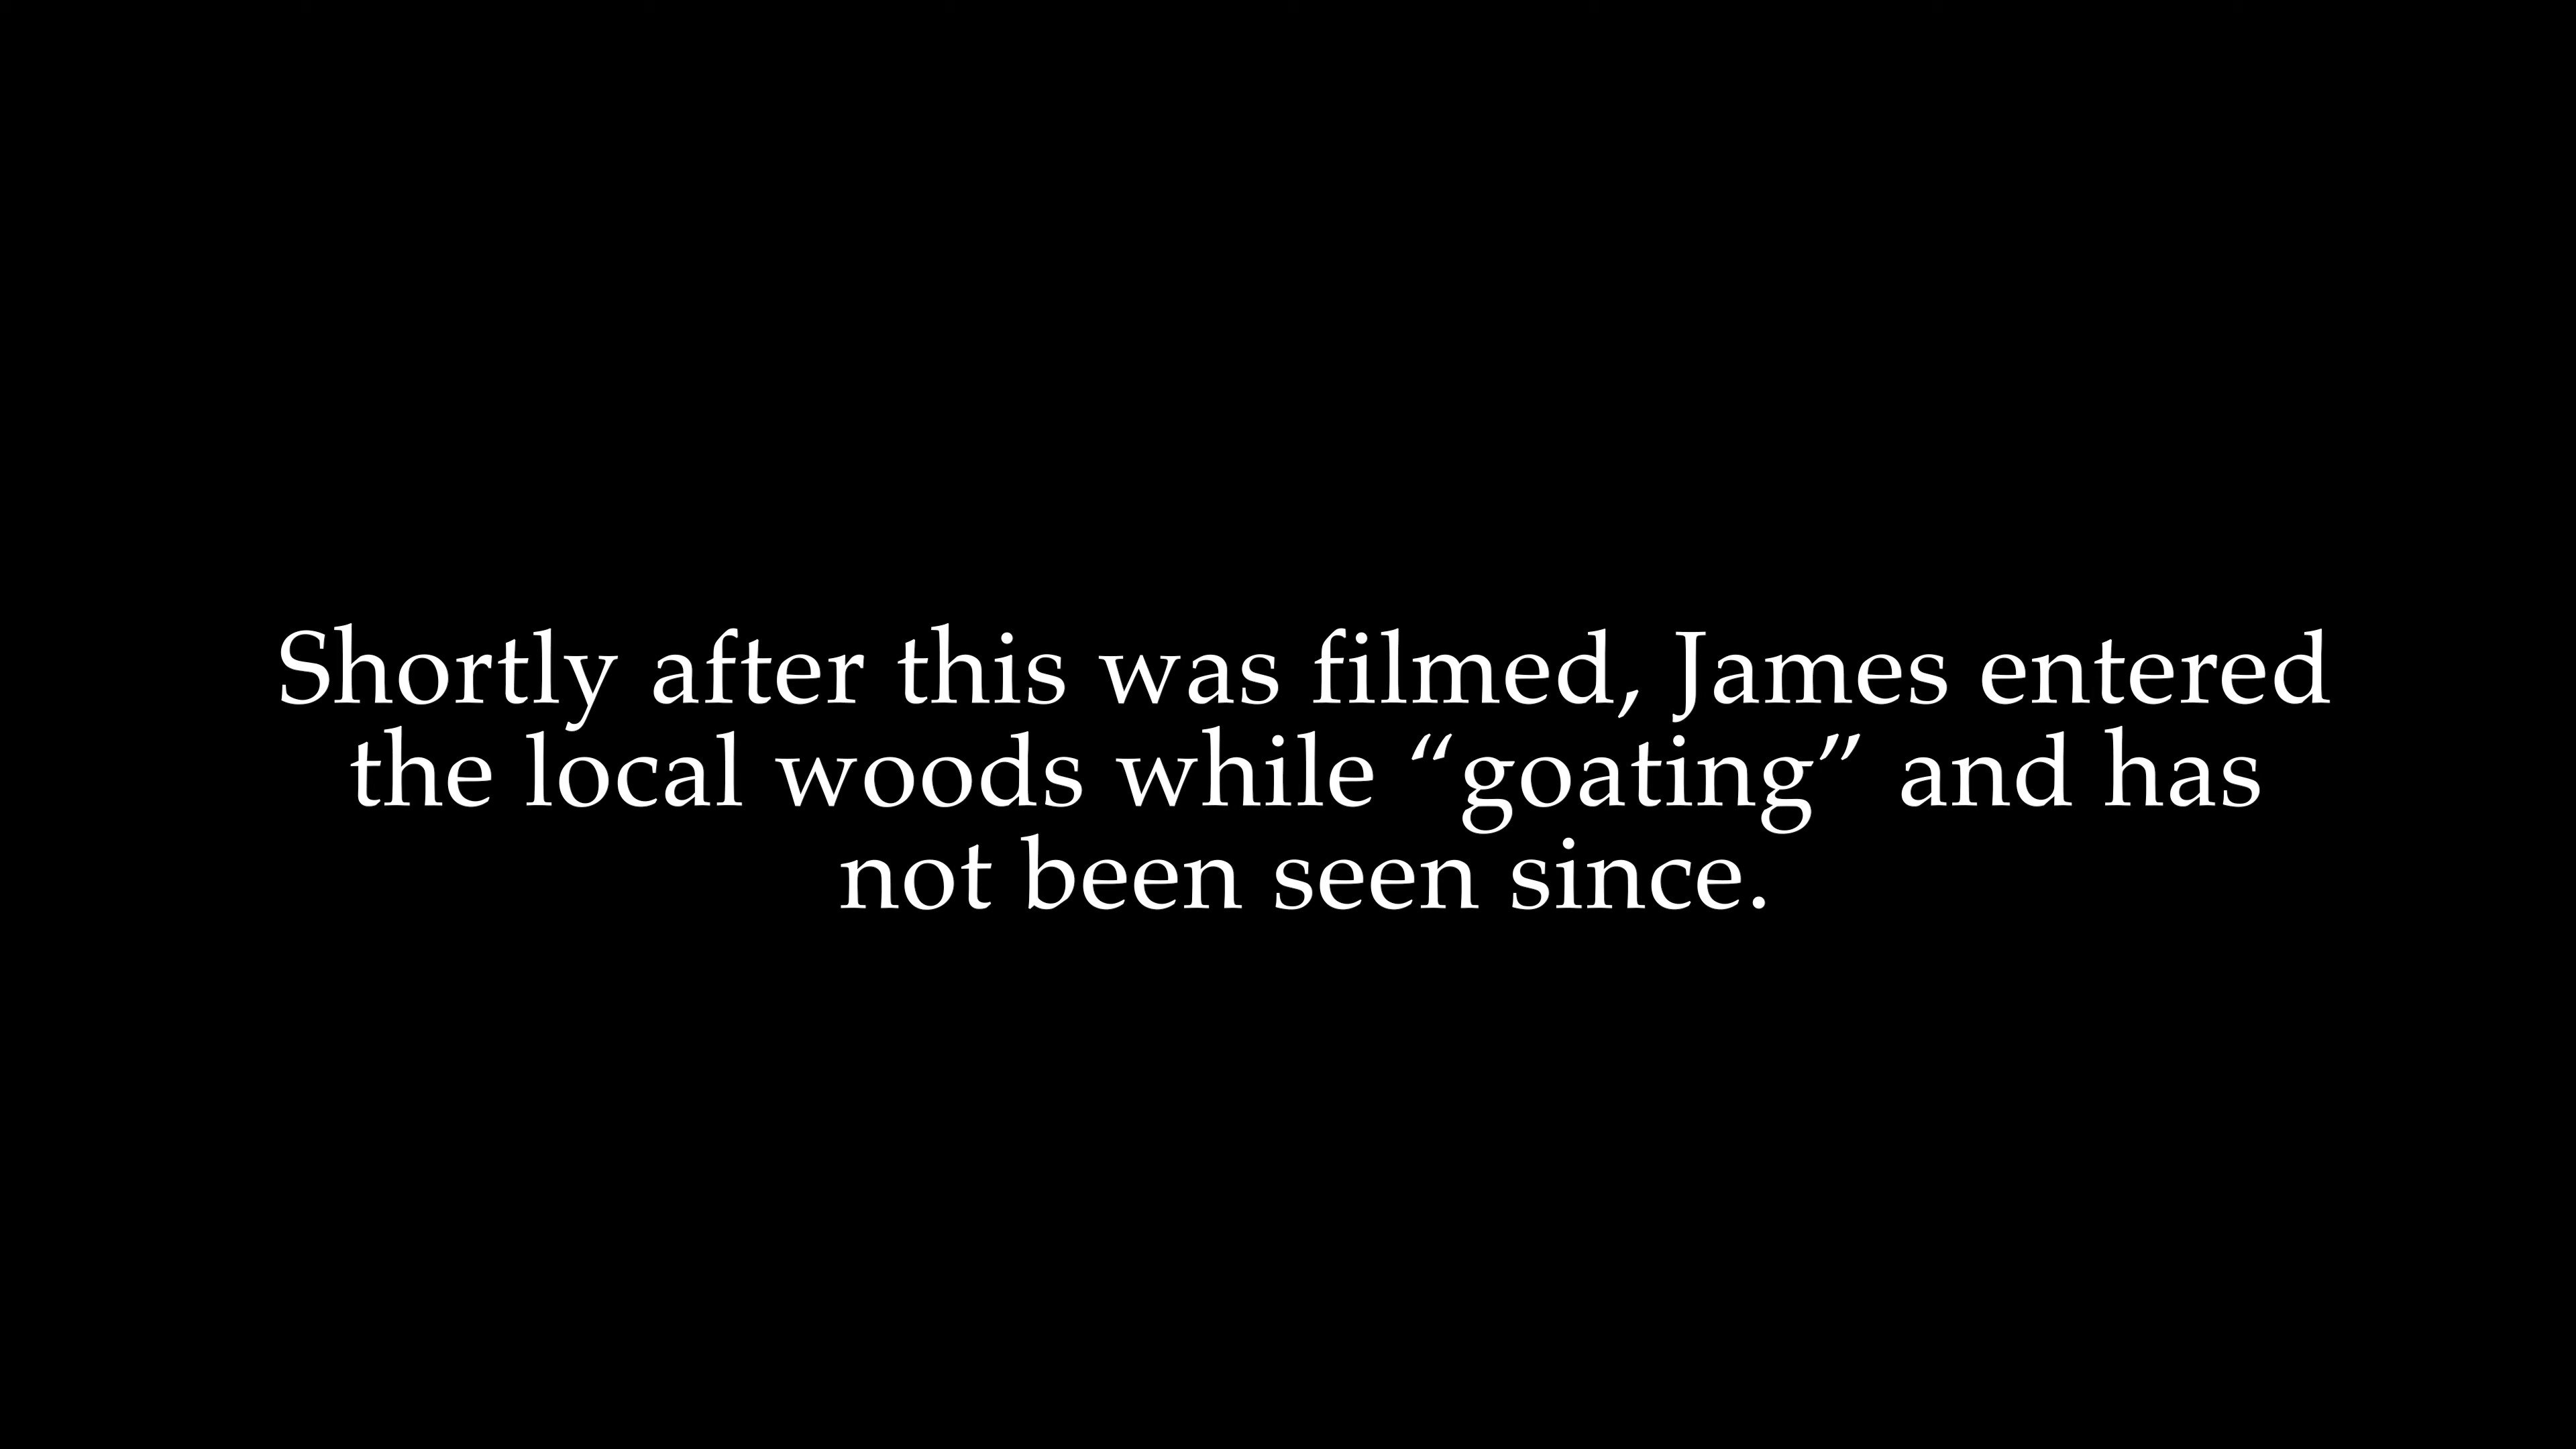 Shortly after this was filmed, James entered
the local woods while “goating” and has
not been seen since.